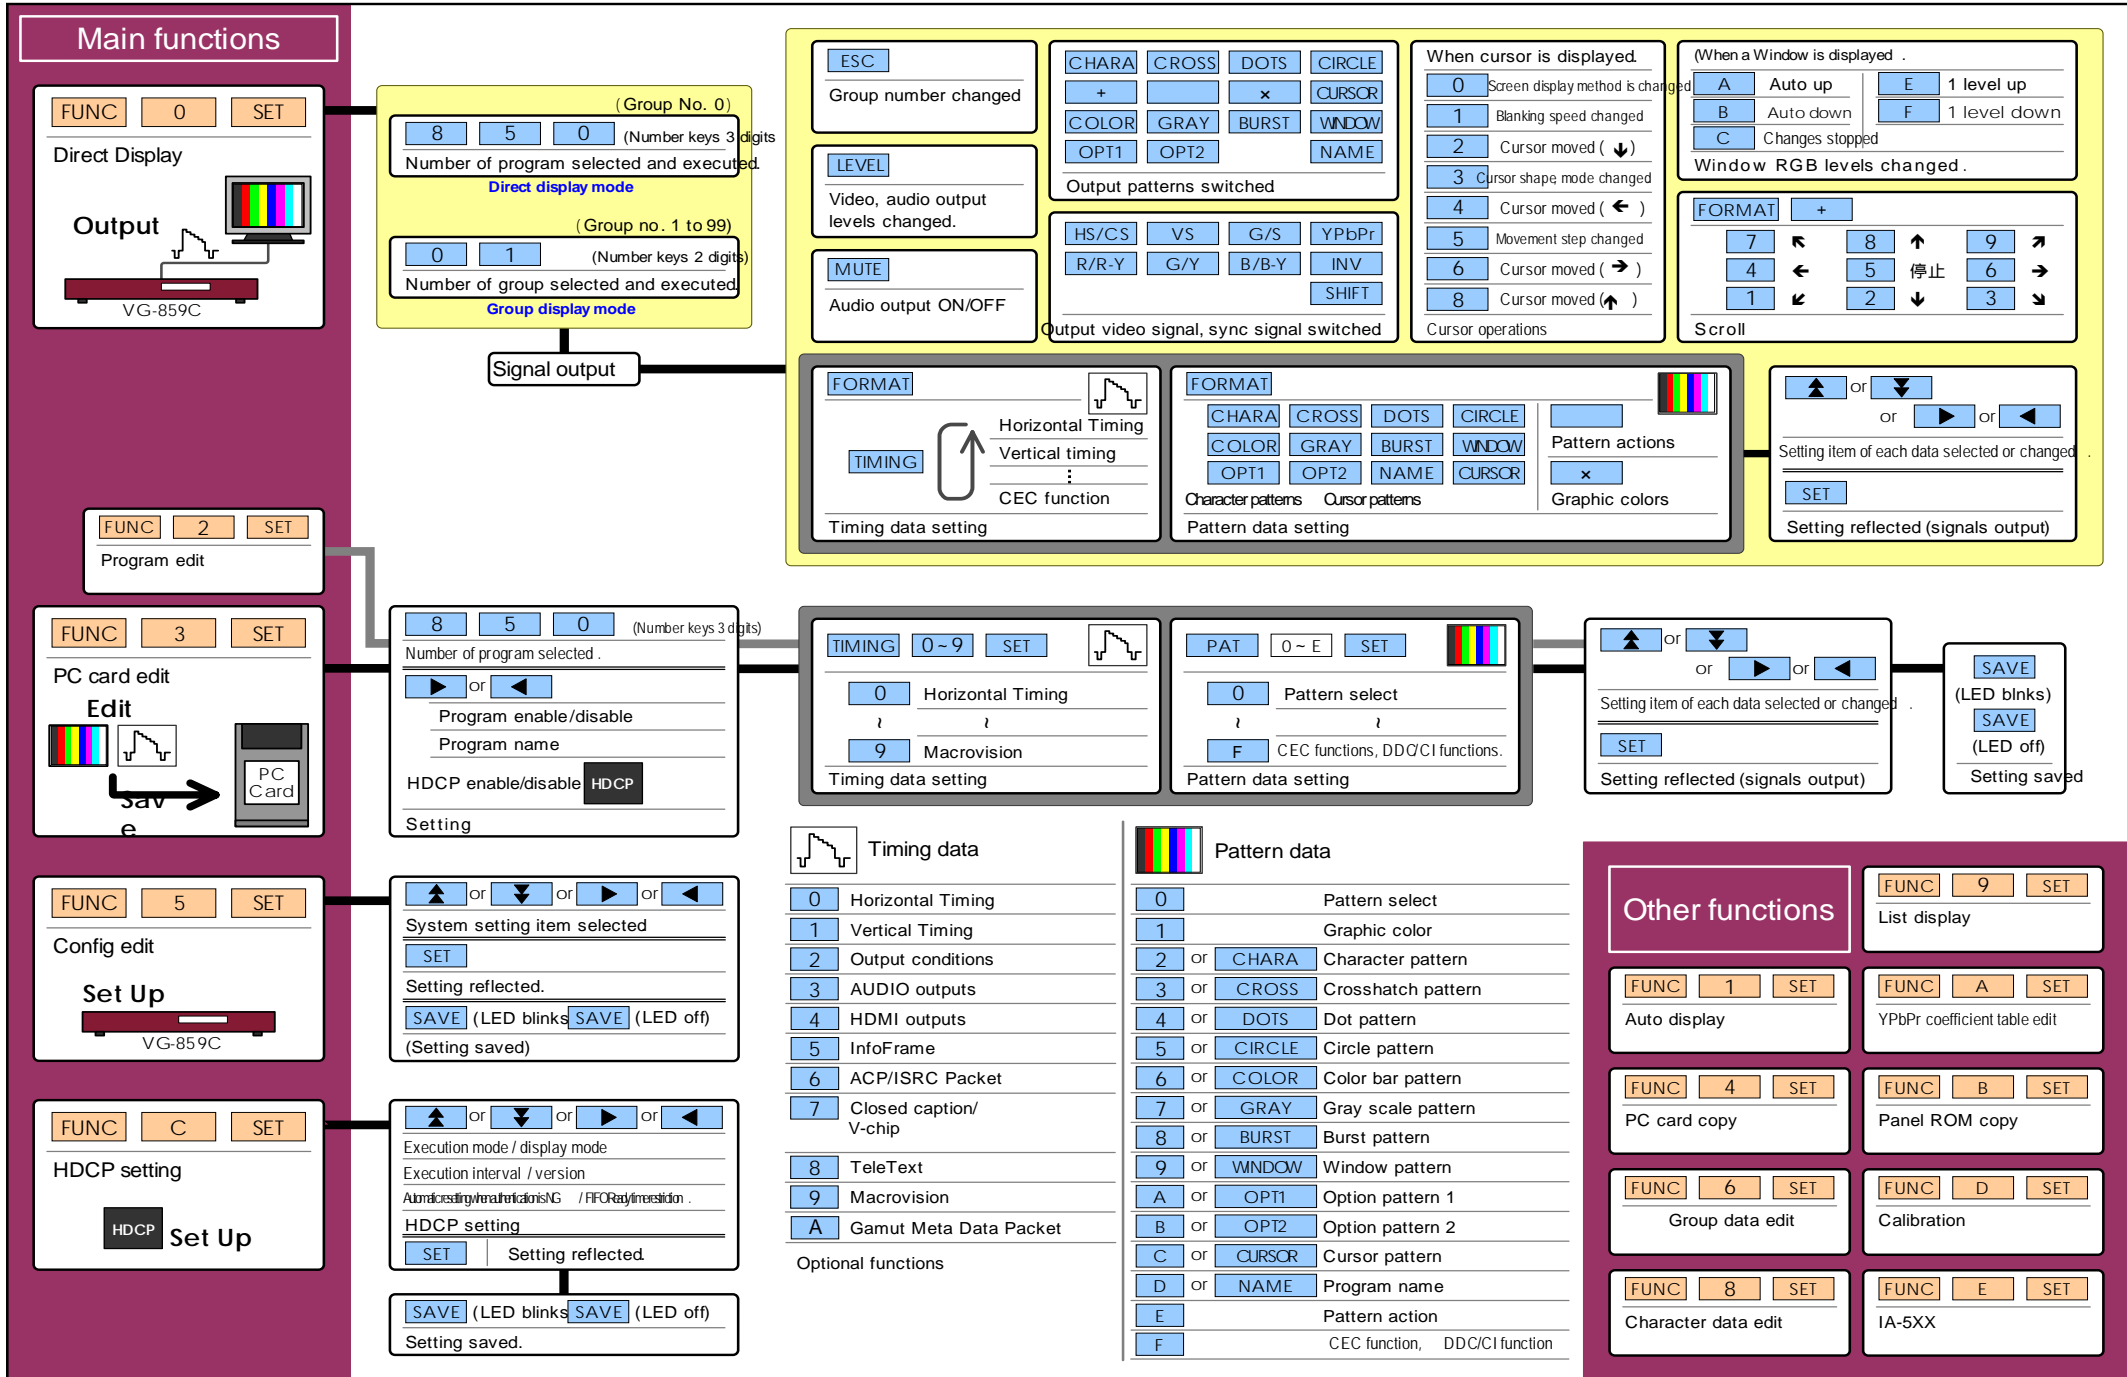 Main functions
FUNC 0 SET
Direct Display
Output
VG-859C
(Group No. 0)
8 5 0 (Number keys 3 digits
Number of program selected and executed.
Direct display mode
(Group no. 1 to 99)
0 1 (Number keys 2 digits)
Number of group selected and executed.
Group display mode
Signal output
ESC
Group number changed
LEVEL
Video, audio output
levels changed.
MUTE
Audio output ON/OFF
CHARA CROSS DOTS CIRCLE
+ × CURSOR
COLOR GRAY BURST WINDOW
OPT1 OPT2 NAME
Output patterns switched
HS/CS VS G/S YPbPr
R/R-Y G/Y B/B-Y INV
SHIFT
Output video signal, sync signal switched
When cursor is displayed.
0 Screen display method is changed
1 Blanking speed changed
2 Cursor moved ( ↓ )
3 Cursor shape, mode changed
4 Cursor moved ( ← )
5 Movement step changed
6 Cursor moved ( → )
8 Cursor moved ( ↑ )
Cursor operations
(When a Window is displayed .
A Auto up E 1 level up
B Auto down F 1 level down
C Changes stopped
Window RGB levels changed .
FORMAT +
7 ↖ 8 ↑ 9 ↗
4 ← 5 停止 6 →
1 ↙ 2 ↓ 3 ↘
Scroll
FORMAT
TIMING
Horizontal Timing
Vertical timing
⋮
CEC function
Timing data setting
FORMAT
CHARA CROSS DOTS CIRCLE
COLOR GRAY BURST WINDOW
OPT1 OPT2 NAME CURSOR
Character patterns Cursor patterns
Pattern actions
×
Graphic colors
Pattern data setting
or
or ▶ or ◀
Setting item of each data selected or changed .
SET
Setting reflected (signals output)
FUNC 2 SET
Program edit
FUNC 3 SET
PC card edit
Edit
PC
Card
Sav
e
8 5 0 (Number keys 3 digits)
Number of program selected .
▶ or ◀
Program enable/disable
Program name
HDCP enable/disable HDCP
Setting
TIMING 0~9 SET
0 Horizontal Timing
~ ~
9 Macrovision
Timing data setting
PAT 0~E SET
0 Pattern select
~ ~
F CEC functions, DDC/CI functions.
Pattern data setting
or
or ▶ or ◀
Setting item of each data selected or changed .
SET
Setting reflected (signals output)
SAVE
(LED blnks)
SAVE
(LED off)
Setting saved
FUNC 5 SET
Config edit
Set Up
VG-859C
or or ▶ or ◀
System setting item selected
SET
Setting reflected.
SAVE (LED blinks SAVE (LED off)
(Setting saved)
FUNC C SET
HDCP setting
HDCP Set Up
or or ▶ or ◀
Execution mode / display mode
Execution interval / version
Automatic resetting when authentication is NG / FIFO Ready time restriction .
HDCP setting
SET Setting reflected.
SAVE (LED blinks SAVE (LED off)
Setting saved.
Timing data
0 Horizontal Timing
1 Vertical Timing
2 Output conditions
3 AUDIO outputs
4 HDMI outputs
5 InfoFrame
6 ACP/ISRC Packet
7 Closed caption/
V-chip
8 TeleText
9 Macrovision
A Gamut Meta Data Packet
Optional functions
Pattern data
0 Pattern select
1 Graphic color
2 or CHARA Character pattern
3 or CROSS Crosshatch pattern
4 or DOTS Dot pattern
5 or CIRCLE Circle pattern
6 or COLOR Color bar pattern
7 or GRAY Gray scale pattern
8 or BURST Burst pattern
9 or WINDOW Window pattern
A or OPT1 Option pattern 1
B or OPT2 Option pattern 2
C or CURSOR Cursor pattern
D or NAME Program name
E Pattern action
F CEC function, DDC/CI function
Other functions
FUNC 9 SET
List display
FUNC 1 SET
Auto display
FUNC A SET
YPbPr coefficient table edit
FUNC 4 SET
PC card copy
FUNC B SET
Panel ROM copy
FUNC 6 SET
Group data edit
FUNC D SET
Calibration
FUNC 8 SET
Character data edit
FUNC E SET
IA-5XX